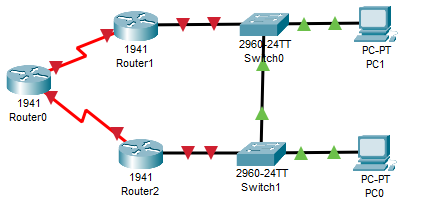 1941
Router1
2960-24TT
Switch0
PC-PT
PC1
1941
Router0
1941
Router2
2960-24TT
Switch1
PC-PT
PC0